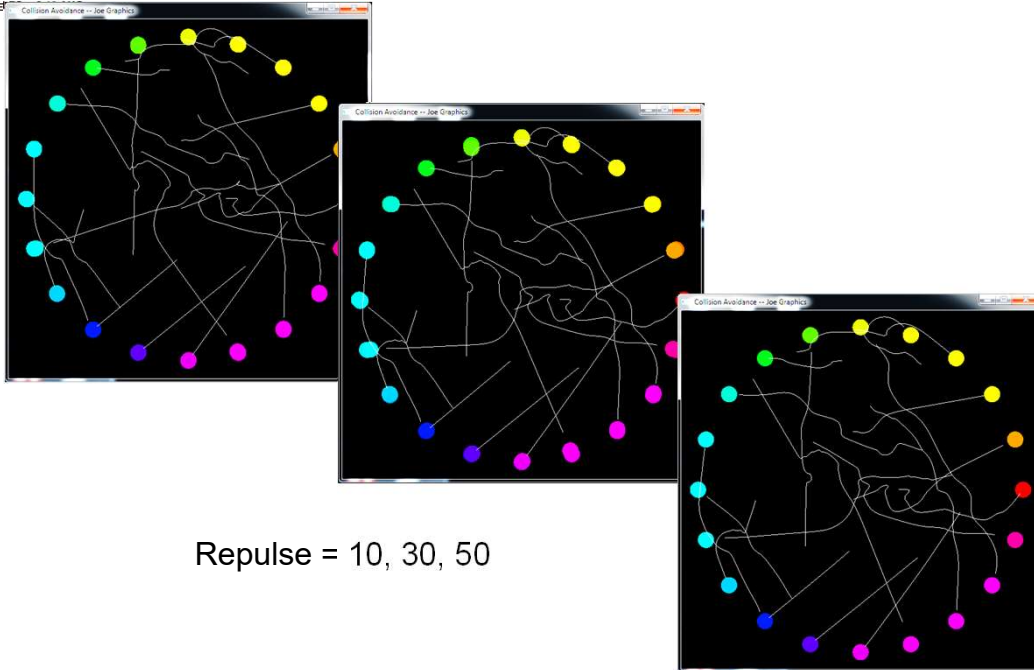 Collision Avoidance -- Joe Graphics
Collision Avoidance -- Joe Graphics
Collision Avoidance -- Joe Graphics
Repulse = 10, 30, 50